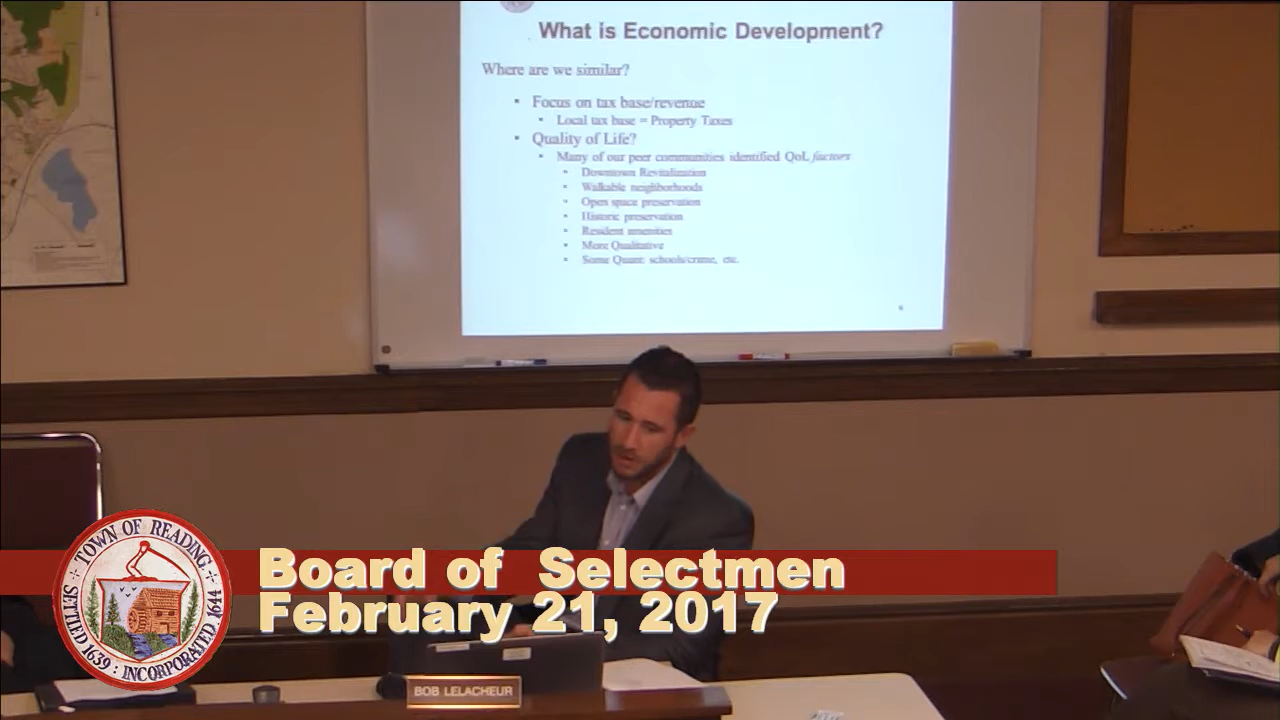 What is Economic Development?
Where are we similar?
Focus on tax base/revenue
Local tax base = Property Taxes
Quality of Life?
Many of our peer communities identified QoL factors
Downtown Revitalization
Walkable neighborhoods
Open space preservation
Historic preservation
Resident amenities
More Qualitative
Some Quant: schools/crime, etc.
TOWN OF READING
SETTLED 1639 : INCORPORATED 1644
Board of Selectmen
February 21, 2017
BOB LELACHEUR